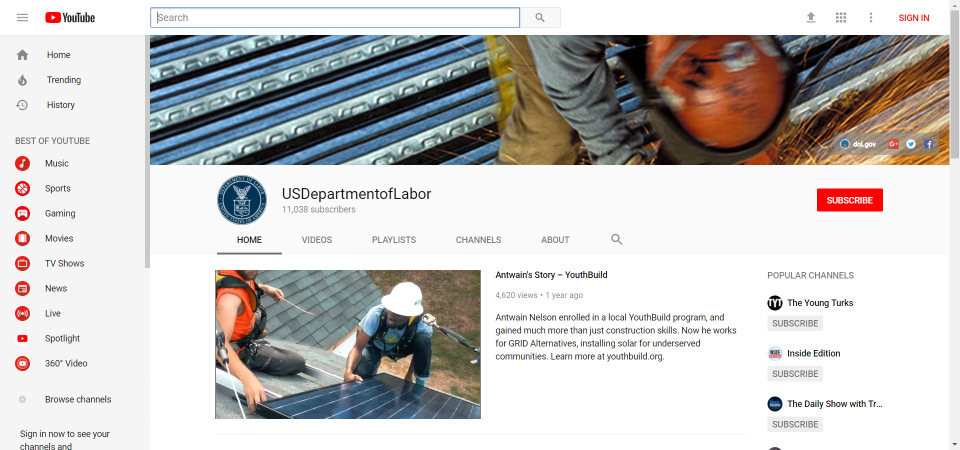 YouTube
Search
SIGN IN
Home
Trending
History
BEST OF YOUTUBE
Music
Sports
Gaming
Movies
TV Shows
News
Live
Spotlight
360° Video
Browse channels
Sign in now to see your
channels and
dol.gov
USDepartmentofLabor
11,038 subscribers
SUBSCRIBE
HOME
VIDEOS
PLAYLISTS
CHANNELS
ABOUT
Antwain's Story – YouthBuild
4,620 views • 1 year ago
Antwain Nelson enrolled in a local YouthBuild program, and
gained much more than just construction skills. Now he works
for GRID Alternatives, installing solar for underserved
communities. Learn more at youthbuild.org.
POPULAR CHANNELS
TYT
The Young Turks
SUBSCRIBE
Inside Edition
SUBSCRIBE
The Daily Show with Tr...
SUBSCRIBE